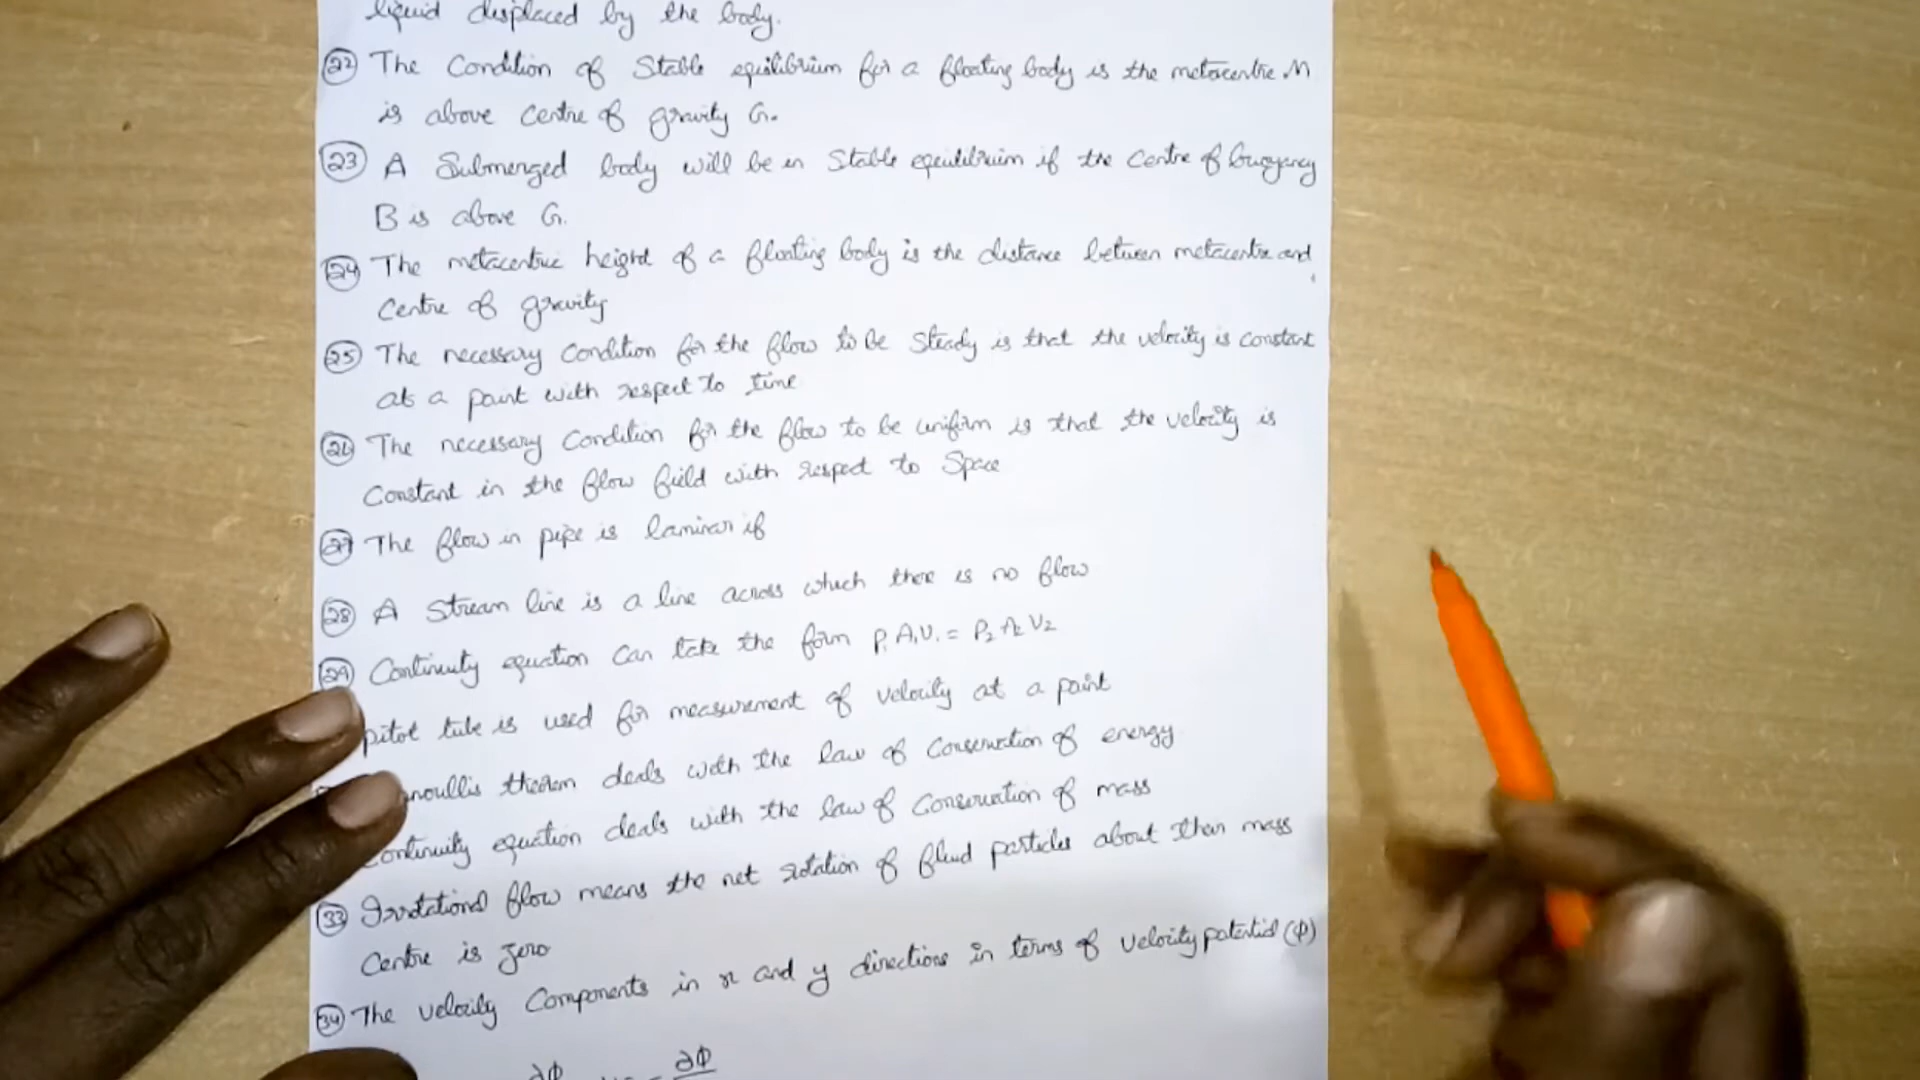 liquid displaced by the body.
22 The Condition of Stable equilibrium for a floating body is the metacentre M
is above Centre of gravity G.
23 A Submerged body will be in Stable equilibrium if the Centre of buoyancy
B is above G.
24 The metacentric height of a floating body is the distance between metacentre and
Centre of gravity
25 The necessary Condition for the flow to be Steady is that the velocity is constant
at a point with respect to time
26 The necessary Condition for the flow to be uniform is that the velocity is
Constant in the flow field with respect to Space
27 The flow in pipe is laminar if
28 A Stream line is a line across which there is no flow
29 Continuity equation Can take the form ρ₁ A₁V₁ = ρ₂ A₂ V₂
pitot tube is used for measurement of velocity at a point
noullis theorem deals with the law of Conservation of energy
ontinuity equation deals with the law of Conservation of mass
33 Irrotational flow means the net rotation of fluid particles about their mass
Centre is zero
34 The velocity Components in x and y directions in terms of velocity potential (φ)
∂φ ∂φ